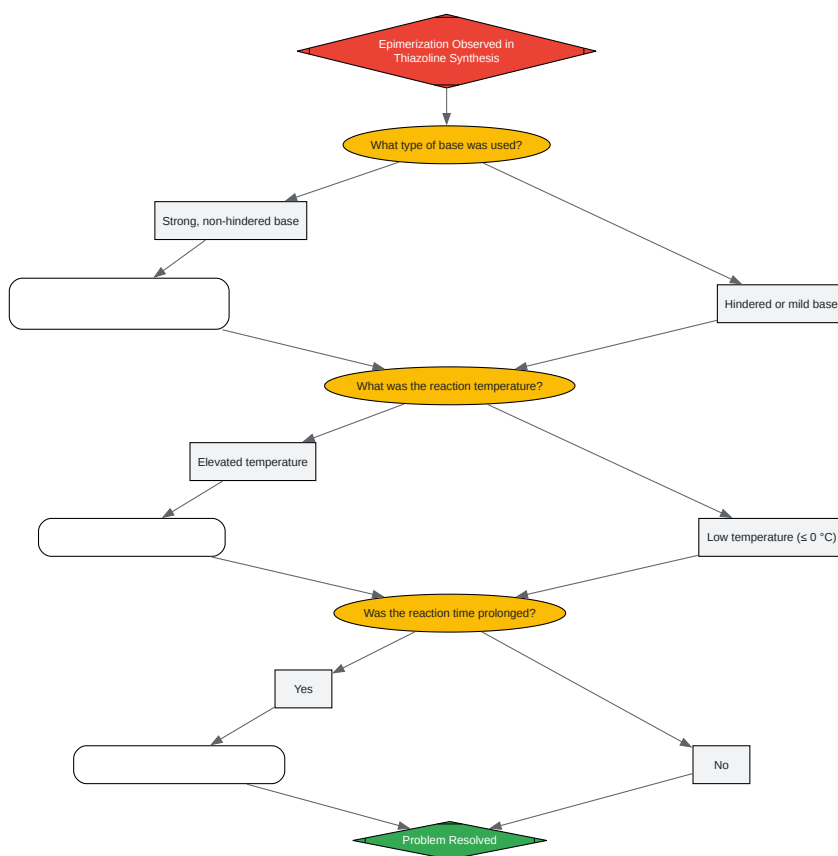 Epimerization Observed in
Thiazoline Synthesis
What type of base was used?
Strong, non-hindered base
Hindered or mild base
What was the reaction temperature?
Elevated temperature
Low temperature (≤ 0 °C)
Was the reaction time prolonged?
Yes
No
Problem Resolved